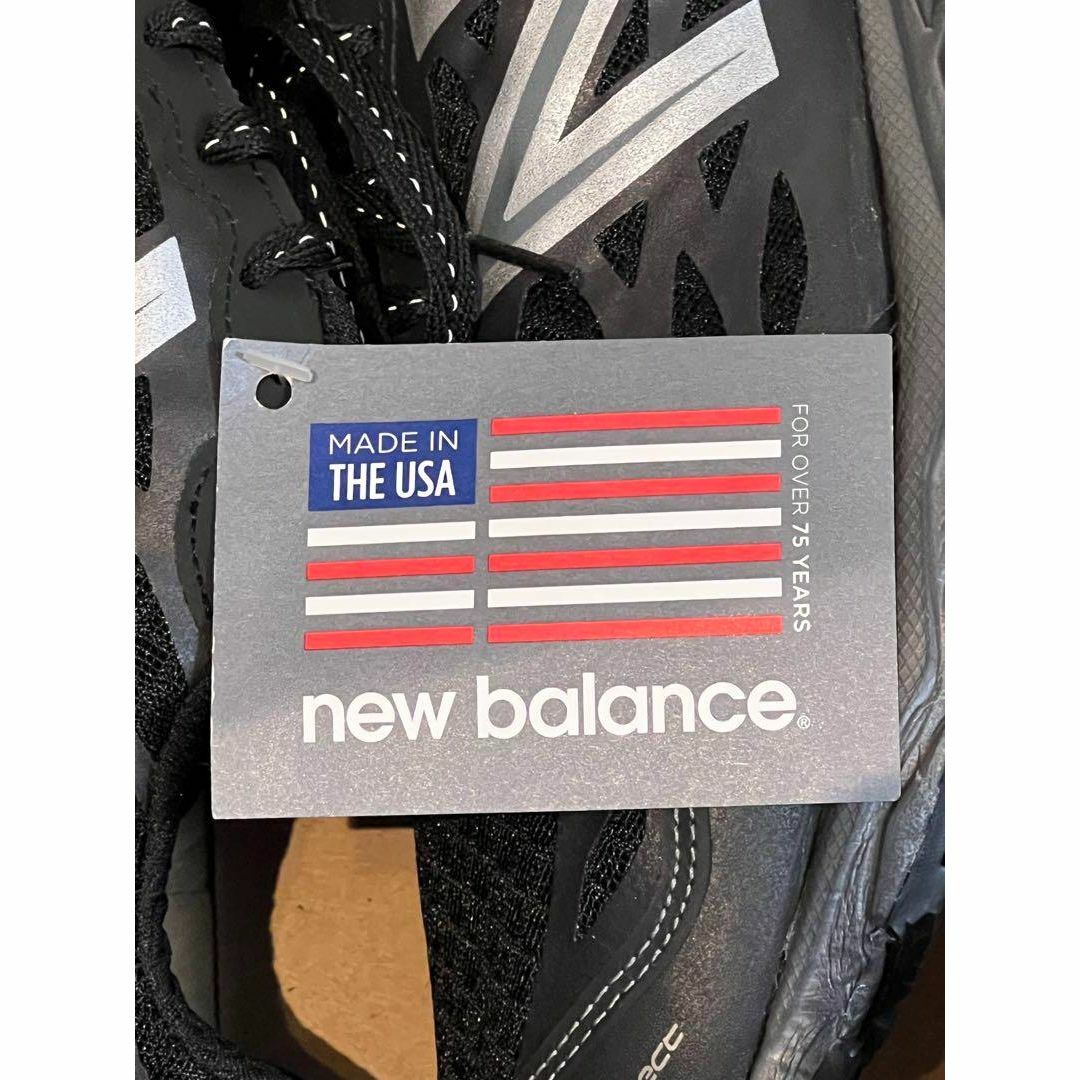 MADE IN
THE USA
FOR OVER 75 YEARS
new balance®